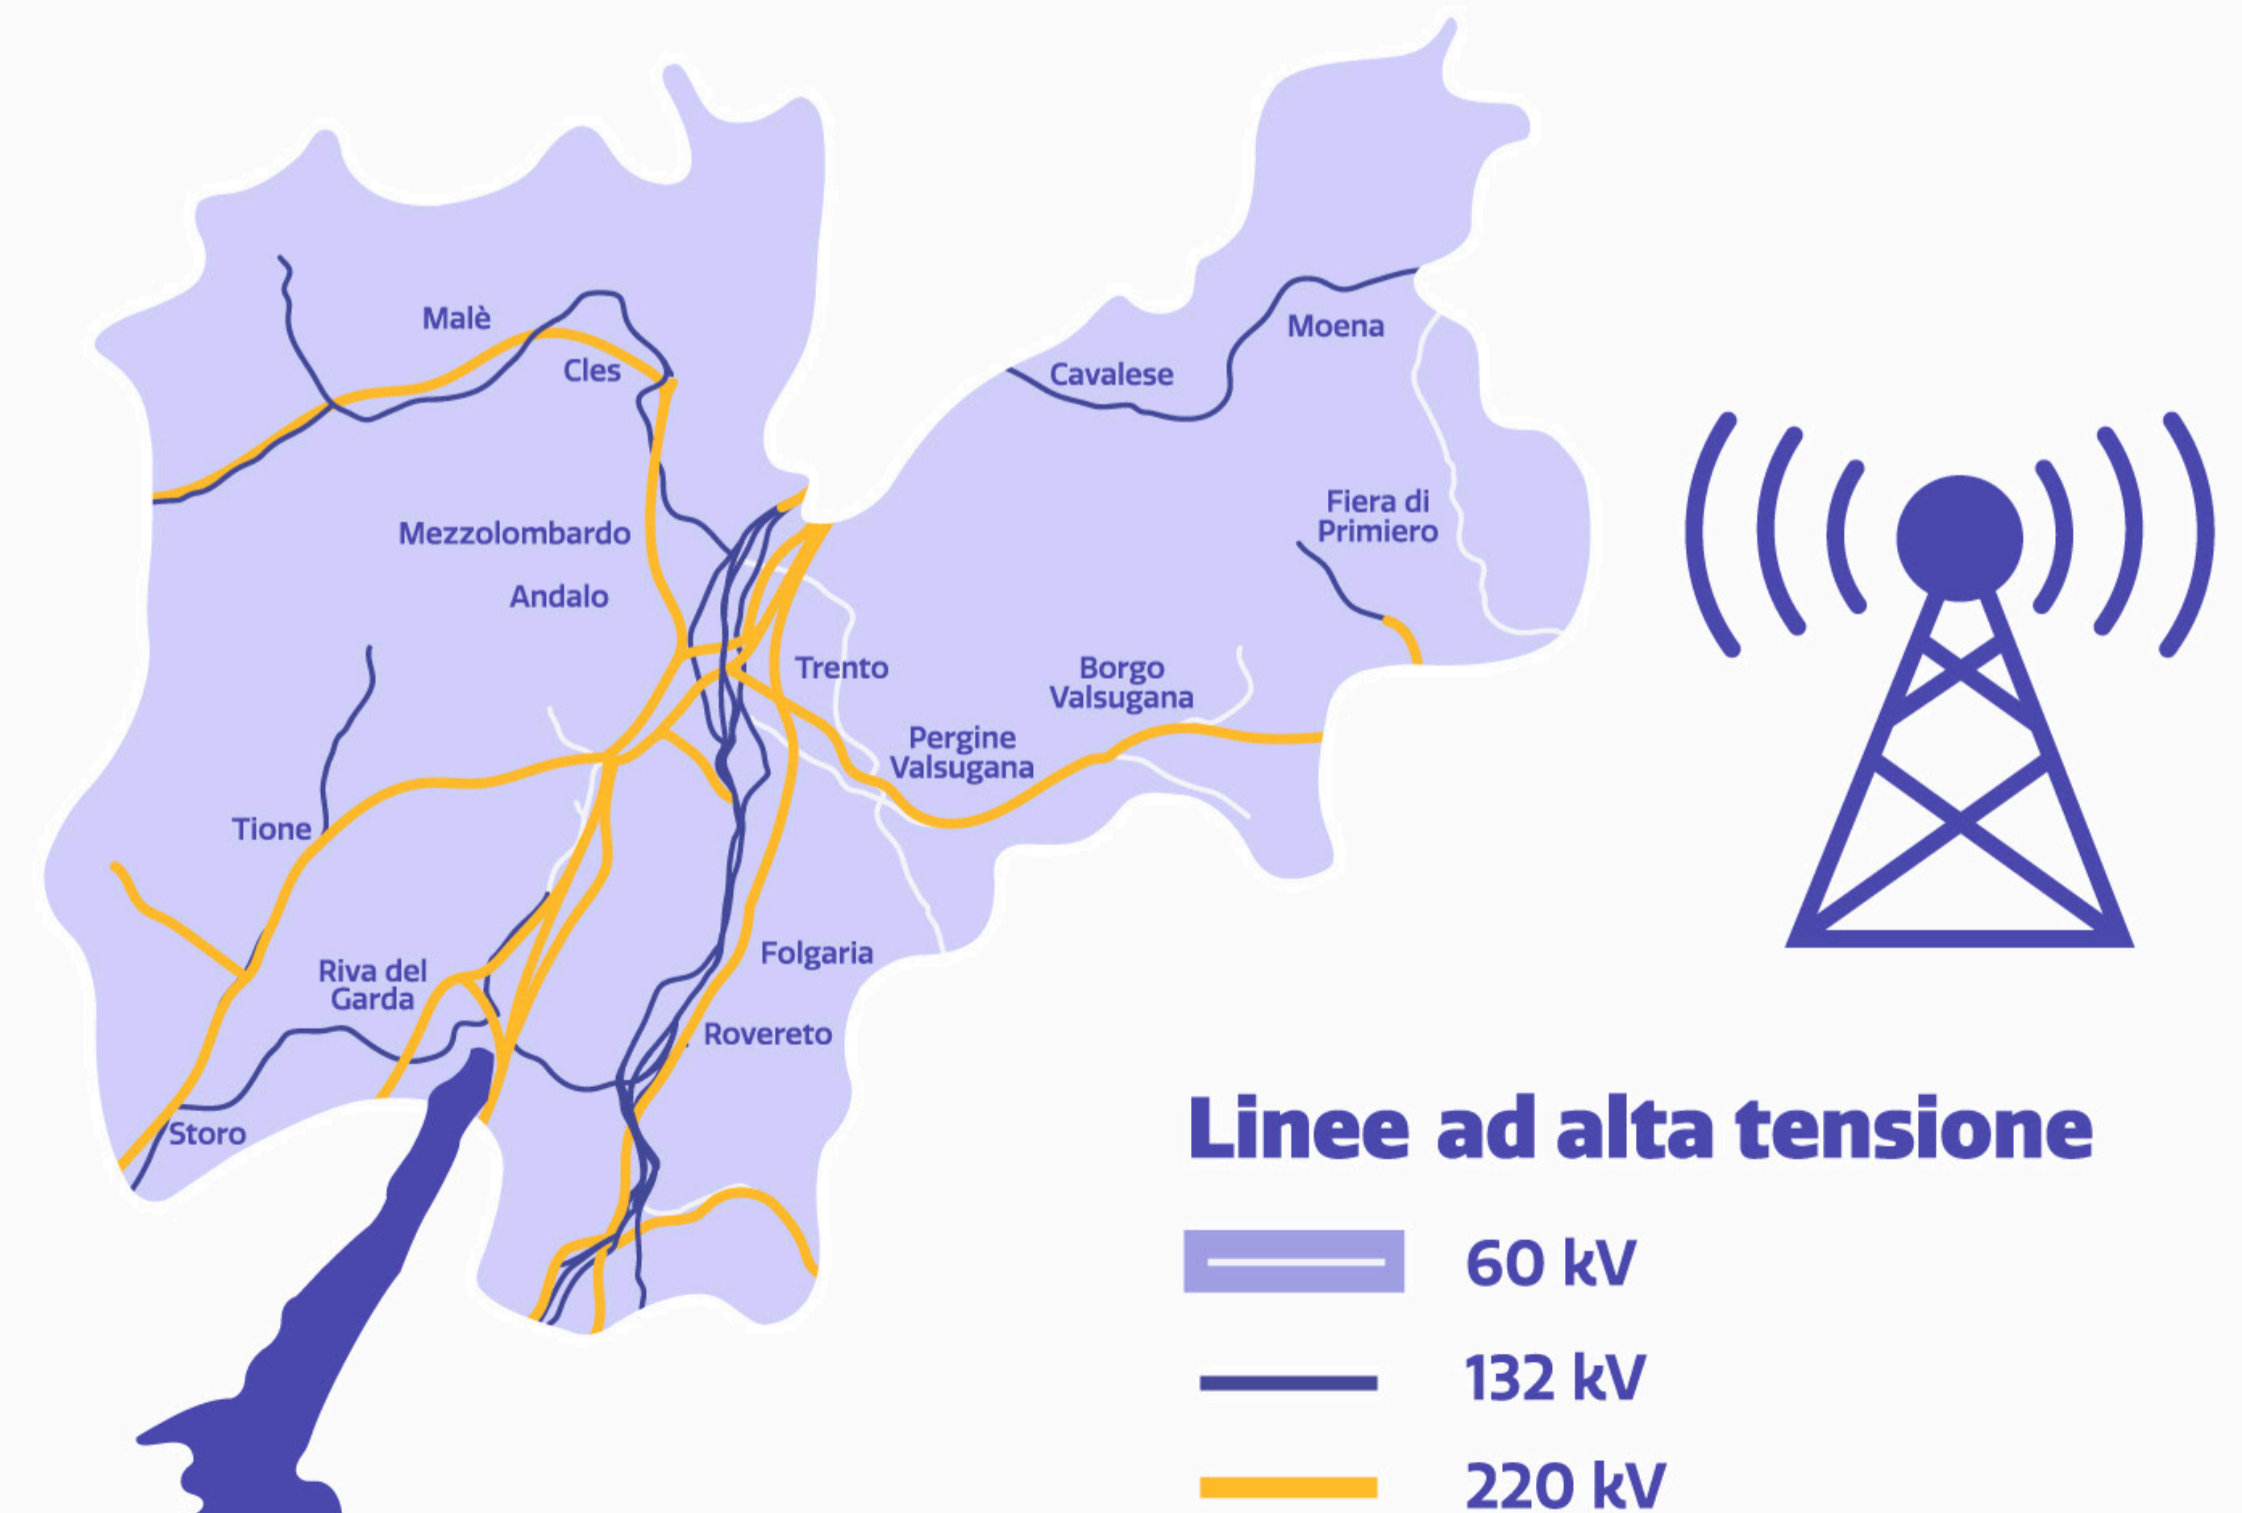 Malè
Cles
Moena
Cavalese
Fiera di
Primiero
Mezzolombardo
Andalo
Trento
Borgo
Valsugana
Pergine
Valsugana
Tione
Folgaria
Riva del
Garda
Rovereto
Storo
Linee ad alta tensione
60 kV
132 kV
220 kV